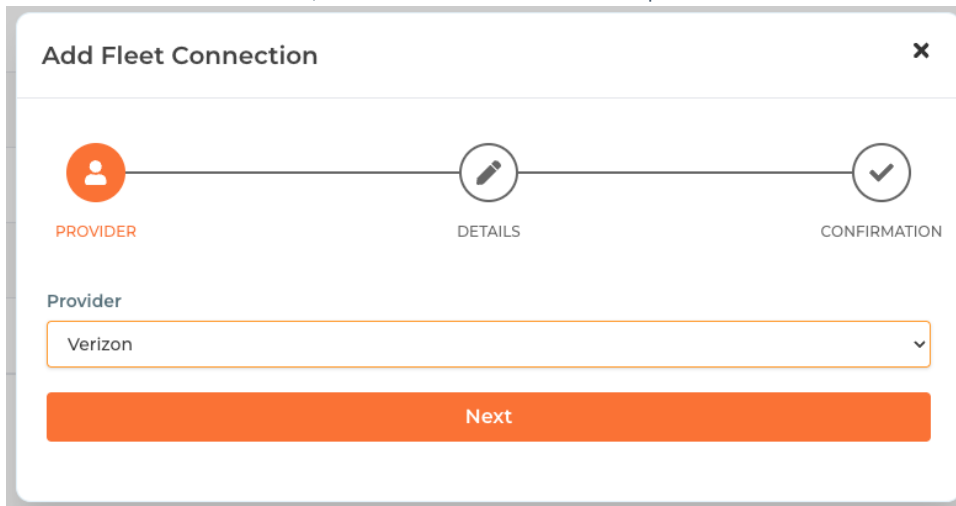 Add Fleet Connection
PROVIDER
DETAILS
CONFIRMATION
Provider
Verizon
Next